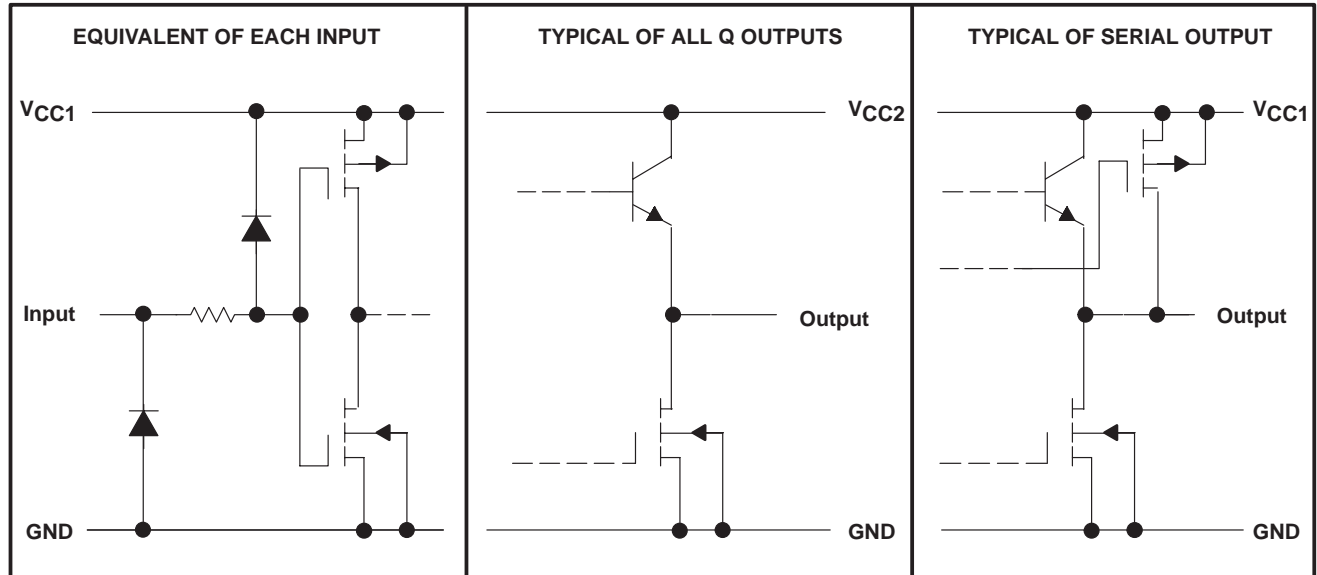 EQUIVALENT OF EACH INPUT
VCC1
Input
GND
TYPICAL OF ALL Q OUTPUTS
VCC2
Output
GND
TYPICAL OF SERIAL OUTPUT
VCC1
Output
GND